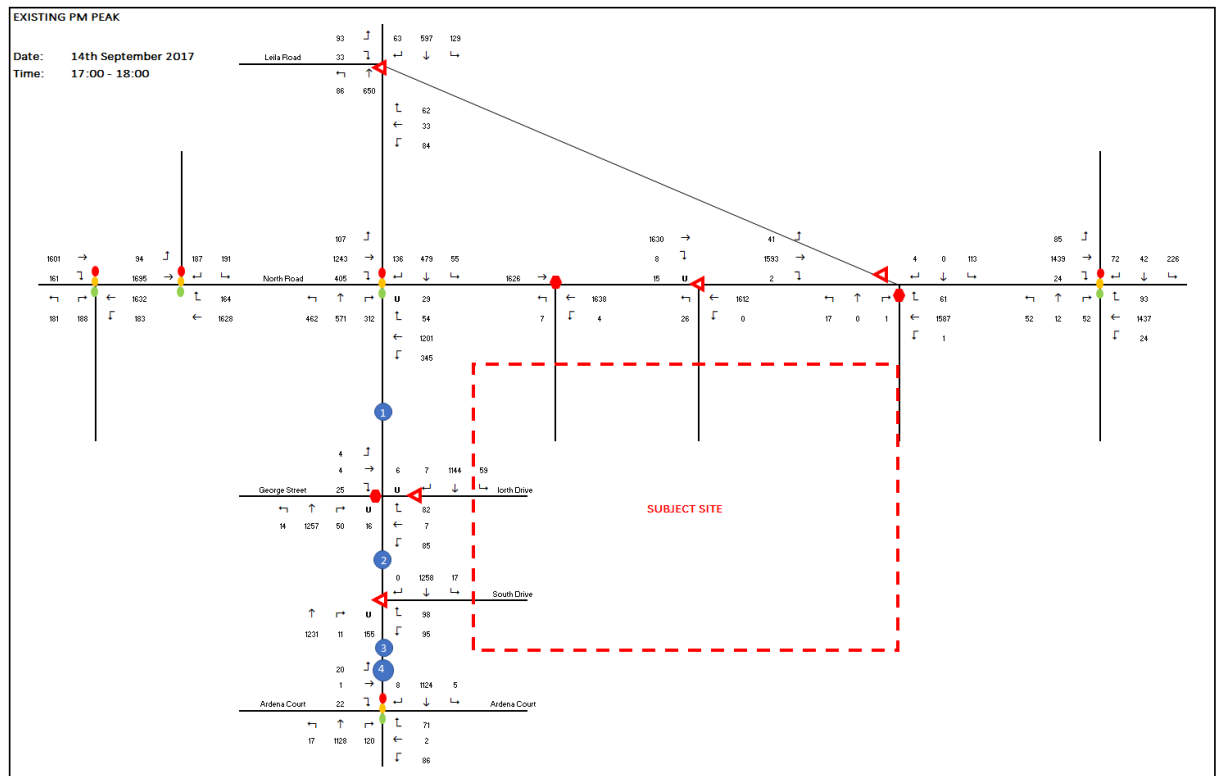 EXISTING PM PEAK
93 63 597 129
Date: 14th September 2017
Leila Road 33
Time: 17:00 - 18:00
86 650
62
33
84
107 1630 41 85
1601 94 187 191 1243 136 479 55 8 1593 4 0 113 1439 72 42 226
161 1695 North Road 405 1626 15 U 2 24
1632 164 U 29 1638 1612 61 93
181 188 183 1628 462 571 312 54 7 4 26 0 17 0 1 1587 52 12 52 1437
1201 1 24
345
1
4
4 6 7 1144 59
George Street 25 U Iorth Drive
U 82
14 1257 50 16 7
85
SUBJECT SITE
2
0 1258 17
South Drive
U 98
1231 11 155 95
3
20 4
1 8 1124 5
Ardena Court 22 Ardena Court
71
17 1128 120 2
86